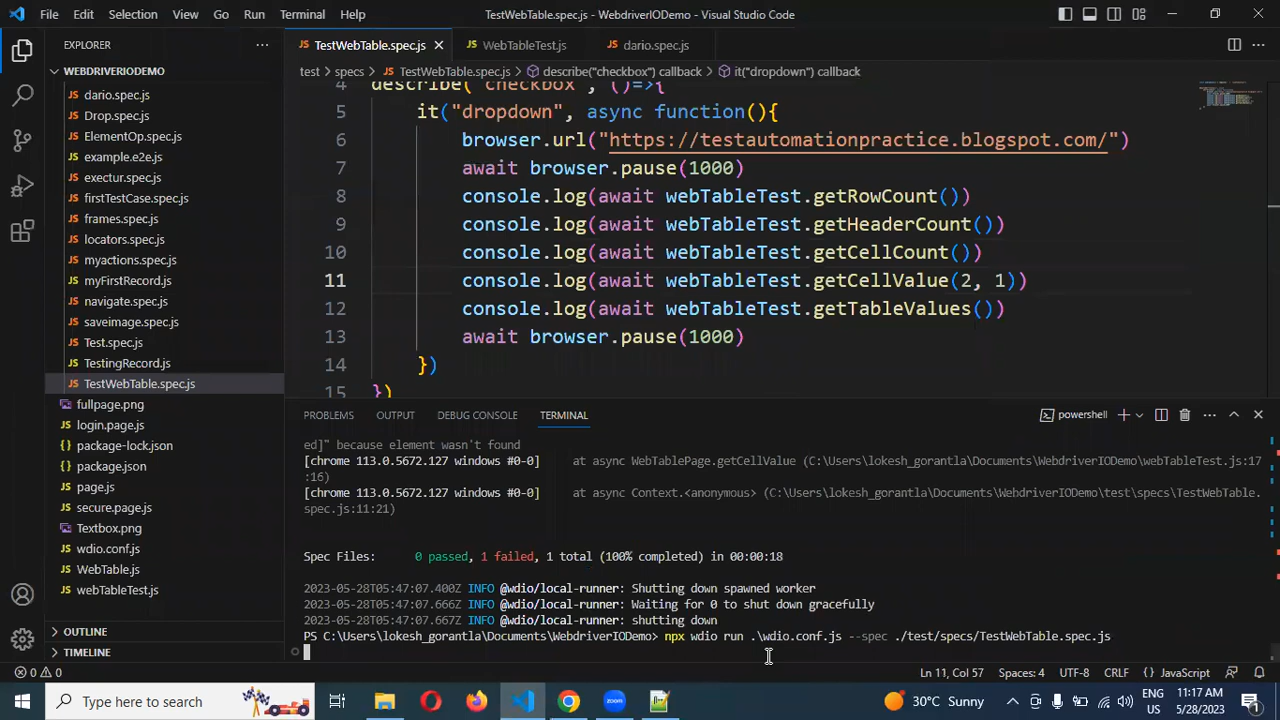 File Edit Selection View Go Run Terminal Help
TestWebTable.spec.js - WebdriverIODemo - Visual Studio Code
EXPLORER
TestWebTable.spec.js
WebTableTest.js
dario.spec.js
WEBDRIVERIODEMO
test > specs > TestWebTable.spec.js > describe("checkbox") callback > it("dropdown") callback
dario.spec.js
Drop.spec.js
ElementOp.spec.js
example.e2e.js
exectur.spec.js
firstTestCase.spec.js
frames.spec.js
locators.spec.js
myactions.spec.js
myFirstRecord.js
navigate.spec.js
saveimage.spec.js
Test.spec.js
TestingRecord.js
TestWebTable.spec.js
fullpage.png
login.page.js
package-lock.json
package.json
page.js
secure.page.js
Textbox.png
wdio.conf.js
WebTable.js
webTableTest.js
OUTLINE
TIMELINE
4 describe("checkbox", ()=>{
5 it("dropdown", async function(){
6 browser.url("https://testautomationpractice.blogspot.com/")
7 await browser.pause(1000)
8 console.log(await webTableTest.getRowCount())
9 console.log(await webTableTest.getHeaderCount())
10 console.log(await webTableTest.getCellCount())
11 console.log(await webTableTest.getCellValue(2, 1))
12 console.log(await webTableTest.getTableValues())
13 await browser.pause(1000)
14 })
15 })
PROBLEMS OUTPUT DEBUG CONSOLE TERMINAL
powershell
ed]" because element wasn't found
[chrome 113.0.5672.127 windows #0-0] at async WebTablePage.getCellValue (C:\Users\lokesh_gorantla\Documents\WebdriverIODemo\webTableTest.js:17
:16)
[chrome 113.0.5672.127 windows #0-0] at async Context.<anonymous> (C:\Users\lokesh_gorantla\Documents\WebdriverIODemo\test\specs\TestWebTable.
spec.js:11:21)
Spec Files: 0 passed, 1 failed, 1 total (100% completed) in 00:00:18
2023-05-28T05:47:07.400Z INFO @wdio/local-runner: Shutting down spawned worker
2023-05-28T05:47:07.666Z INFO @wdio/local-runner: Waiting for 0 to shut down gracefully
2023-05-28T05:47:07.667Z INFO @wdio/local-runner: shutting down
PS C:\Users\lokesh_gorantla\Documents\WebdriverIODemo> npx wdio run .\wdio.conf.js --spec ./test/specs/TestWebTable.spec.js
0 0
Ln 11, Col 57 Spaces: 4 UTF-8 CRLF JavaScript
Type here to search
30°C Sunny
ENG
US
11:17 AM
5/28/2023
1